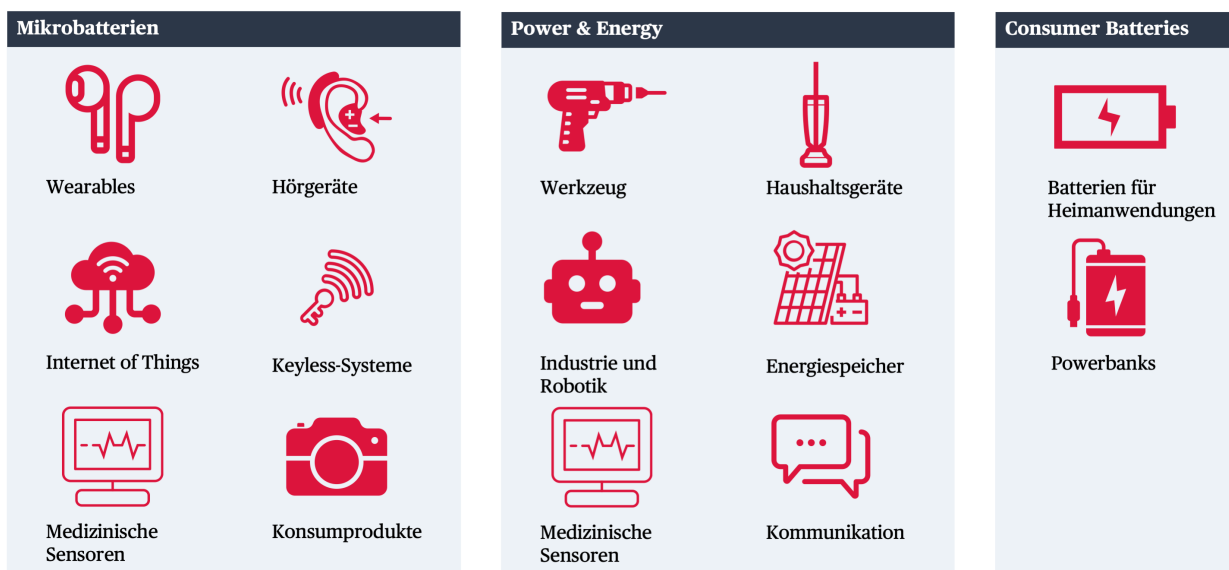 Mikrobatterien
Wearables
Hörgeräte
Internet of Things
Keyless-Systeme
Medizinische
Sensoren
Konsumprodukte
Power & Energy
Werkzeug
Haushaltsgeräte
Industrie und
Robotik
Energiespeicher
Medizinische
Sensoren
Kommunikation
Consumer Batteries
Batterien für
Heimanwendungen
Powerbanks